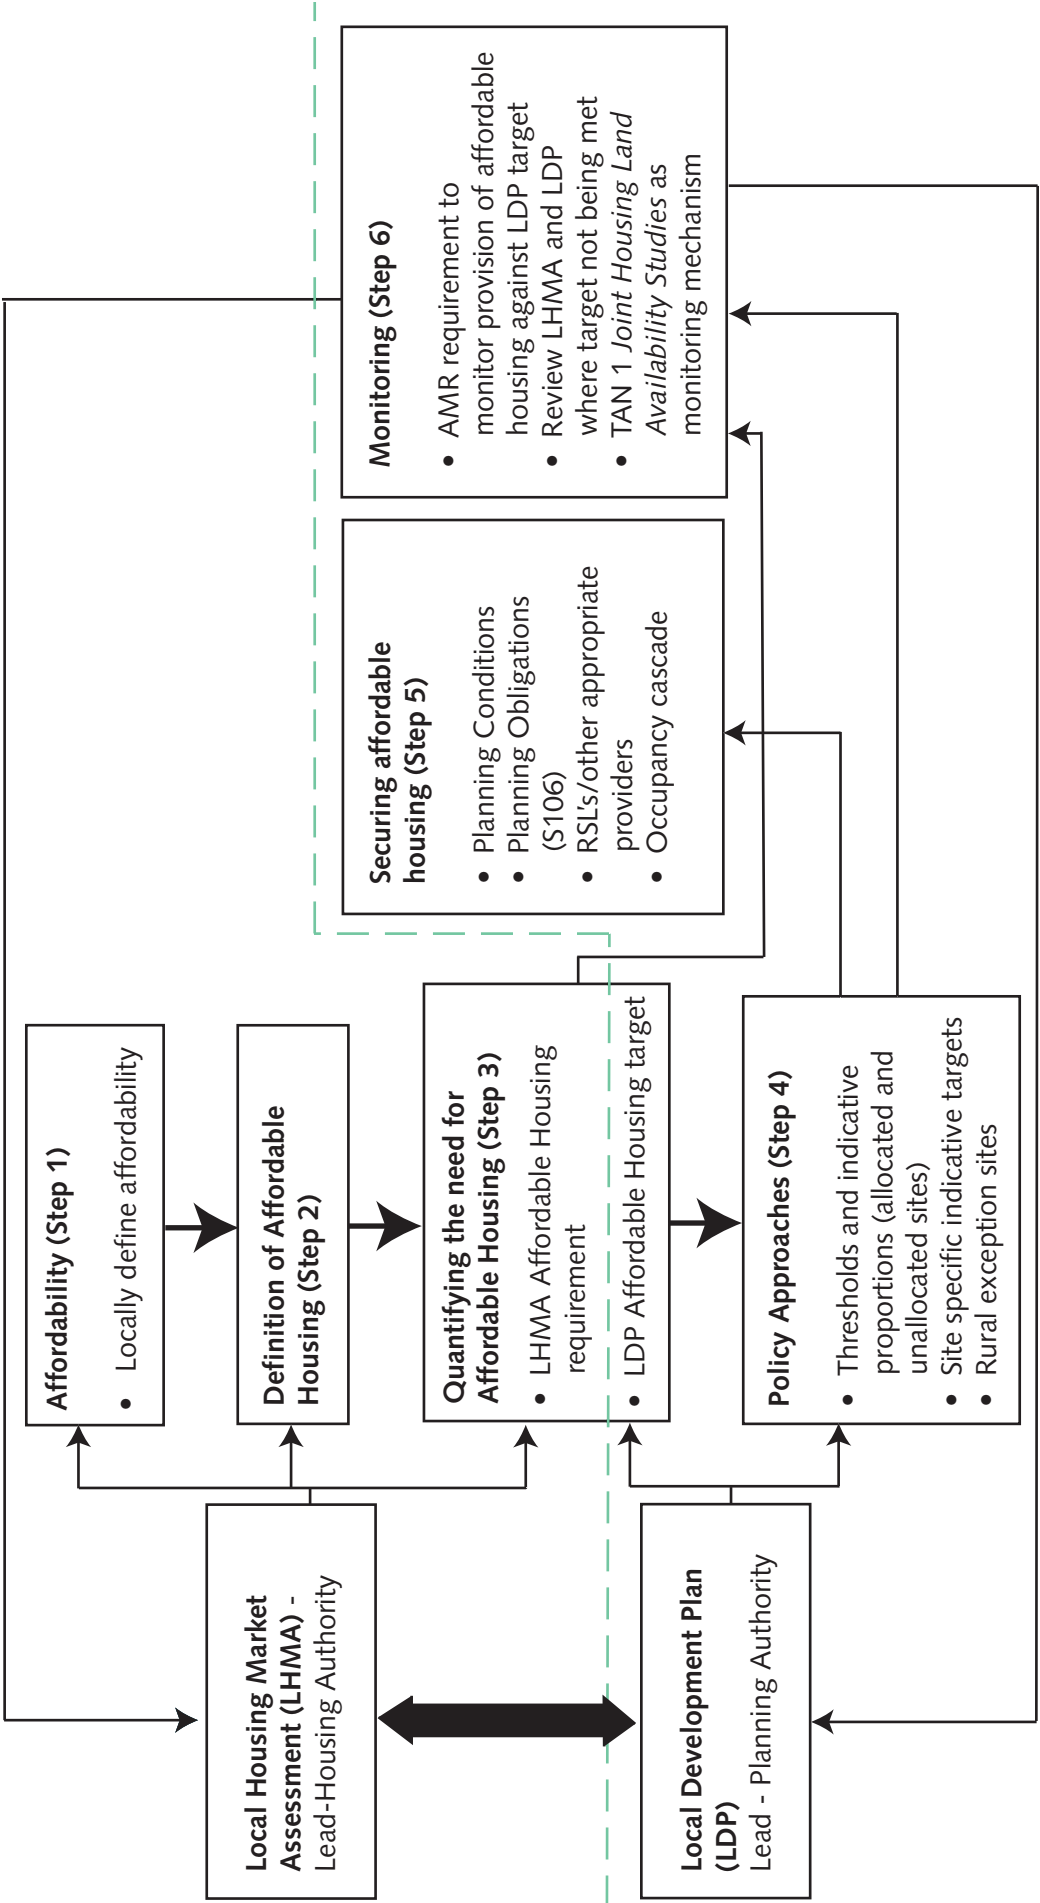 Local Housing Market
Assessment (LHMA) -
Lead-Housing Authority
Local Development Plan
(LDP)
Lead - Planning Authority
Affordability (Step 1)
• Locally define affordability
Definition of Affordable
Housing (Step 2)
Quantifying the need for
Affordable Housing (Step 3)
• LHMA Affordable Housing
requirement
• LDP Affordable Housing target
Policy Approaches (Step 4)
• Thresholds and indicative
proportions (allocated and
unallocated sites)
• Site specific indicative targets
• Rural exception sites
Securing affordable
housing (Step 5)
• Planning Conditions
• Planning Obligations
(S106)
• RSL's/other appropriate
providers
• Occupancy cascade
Monitoring (Step 6)
• AMR requirement to
monitor provision of affordable
housing against LDP target
• Review LHMA and LDP
where target not being met
• TAN 1 Joint Housing Land
Availability Studies as
monitoring mechanism